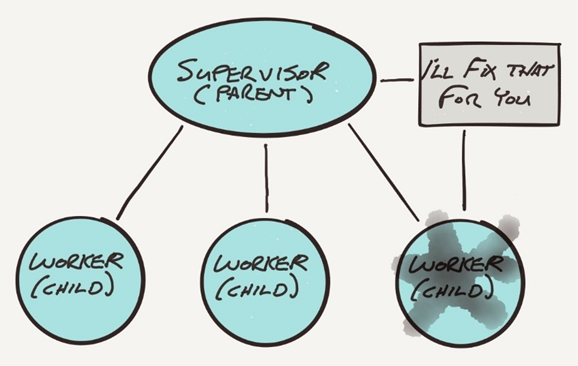 SUPERVISOR
(PARENT)
I'LL FIX THAT
FOR YOU
WORKER
(CHILD)
WORKER
(CHILD)
WORKER
(CHILD)